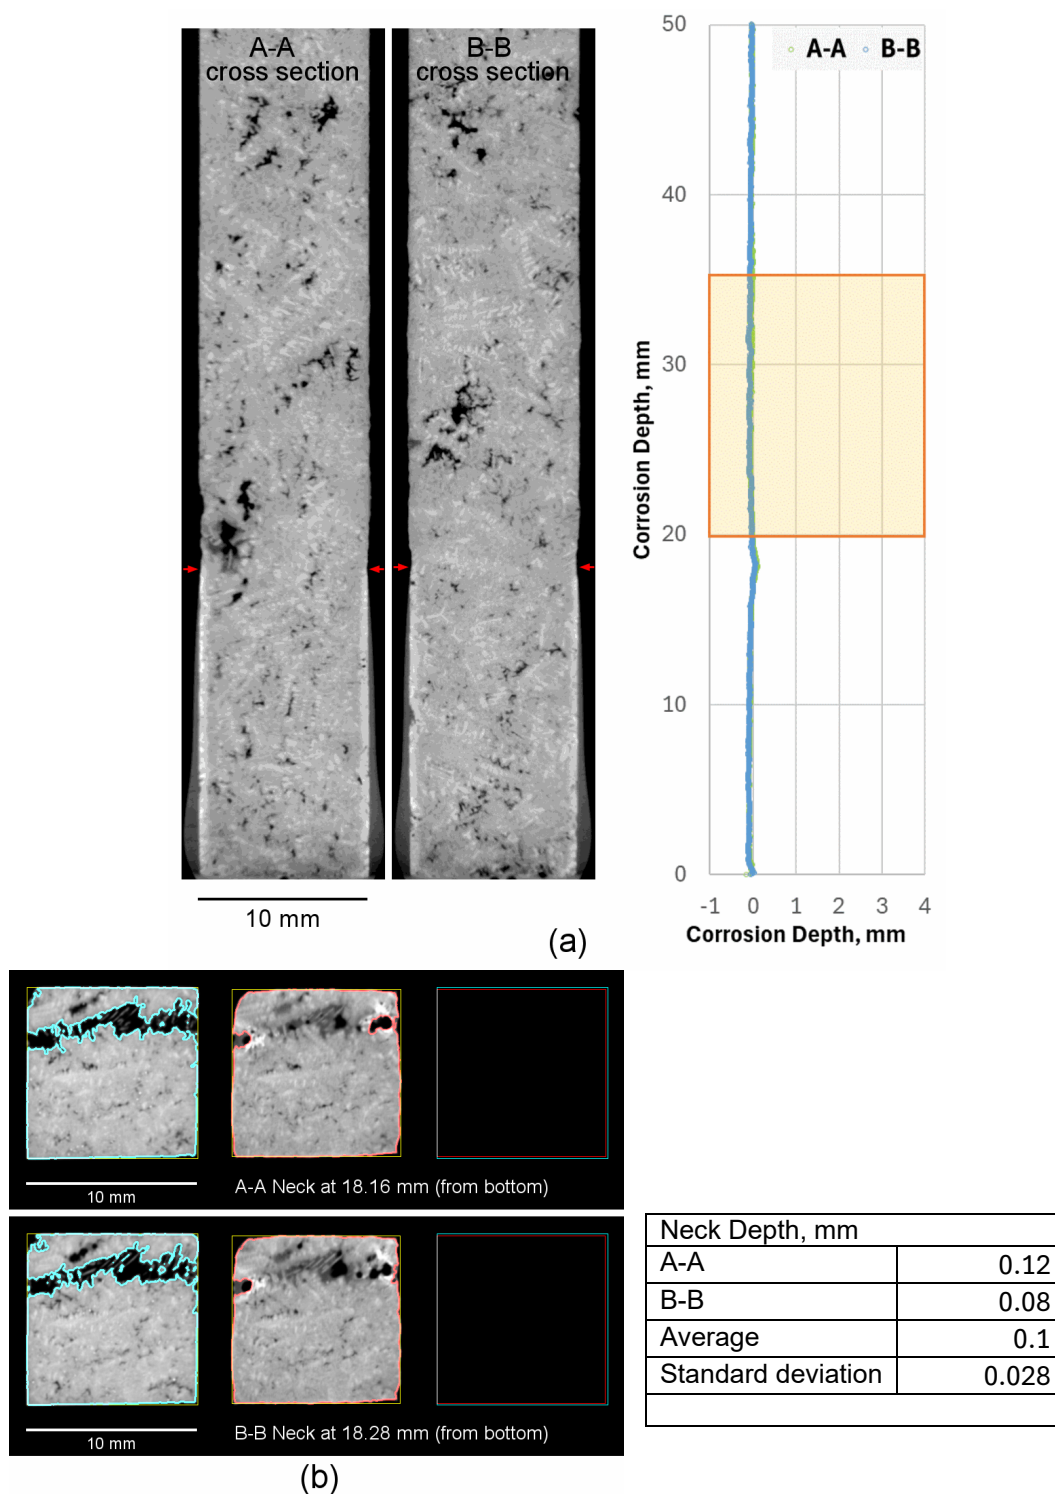 A-A
cross section
B-B
cross section
10 mm
A-A
B-B
50
40
30
20
10
0
Corrosion Depth, mm
-1
0
1
2
3
4
Corrosion Depth, mm
(a)
10 mm
A-A Neck at 18.16 mm (from bottom)
10 mm
B-B Neck at 18.28 mm (from bottom)
(b)
Neck Depth, mm
A-A 0.12
B-B 0.08
Average 0.1
Standard deviation 0.028